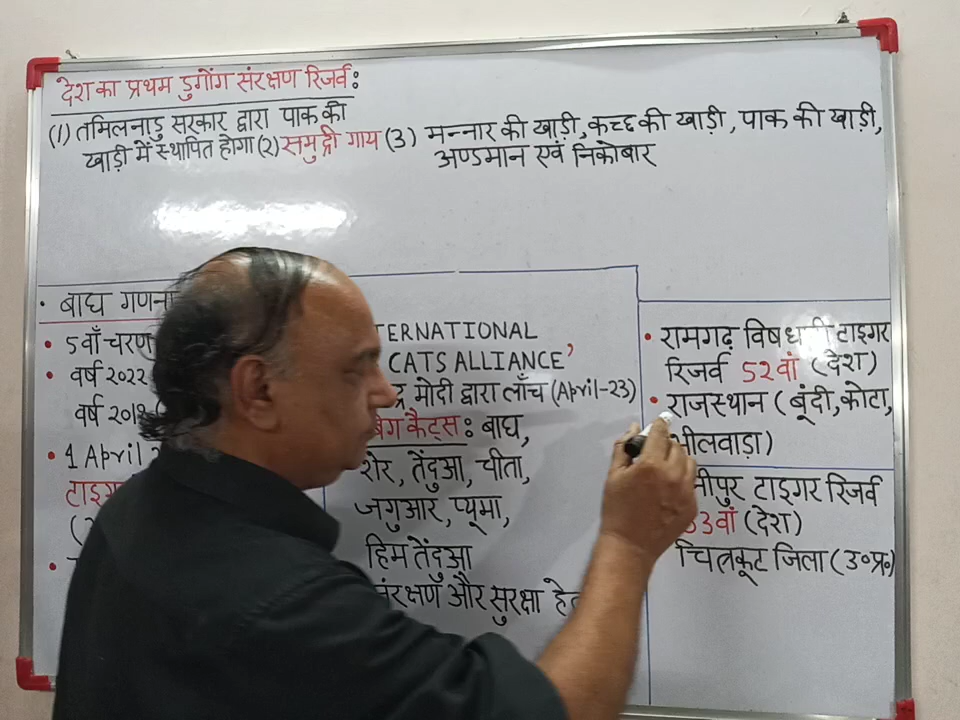 देश का प्रथम डुगोंग संरक्षण रिजर्व :
(1) तमिलनाडु सरकार द्वारा पाक की
खाड़ी में स्थापित होगा (2) समुद्री गाय (3) मन्नार की खाड़ी, कच्छ की खाड़ी, पाक की खाड़ी,
अण्डमान एवं निकोबार
• बाघ गणना
• 5वाँ चरण
• वर्ष 2022
वर्ष
• 1 April
ERNATIONAL
CATS ALLIANCE’
मोदी द्वारा लॉंच (April-23)
कैट्स : बाघ,
शेर, तेंदुआ, चीता,
जगुआर, प्यूमा,
हिम तेंदुआ
संरक्षण और सुरक्षा
• रामगढ़ टाइगर
रिजर्व 52वां (देश)
• राजस्थान (बूंदी, कोटा,
भीलवाड़ा)
टाइगर रिजर्व
53वां (देश)
चित्रकूट जिला (उ०प्र०)